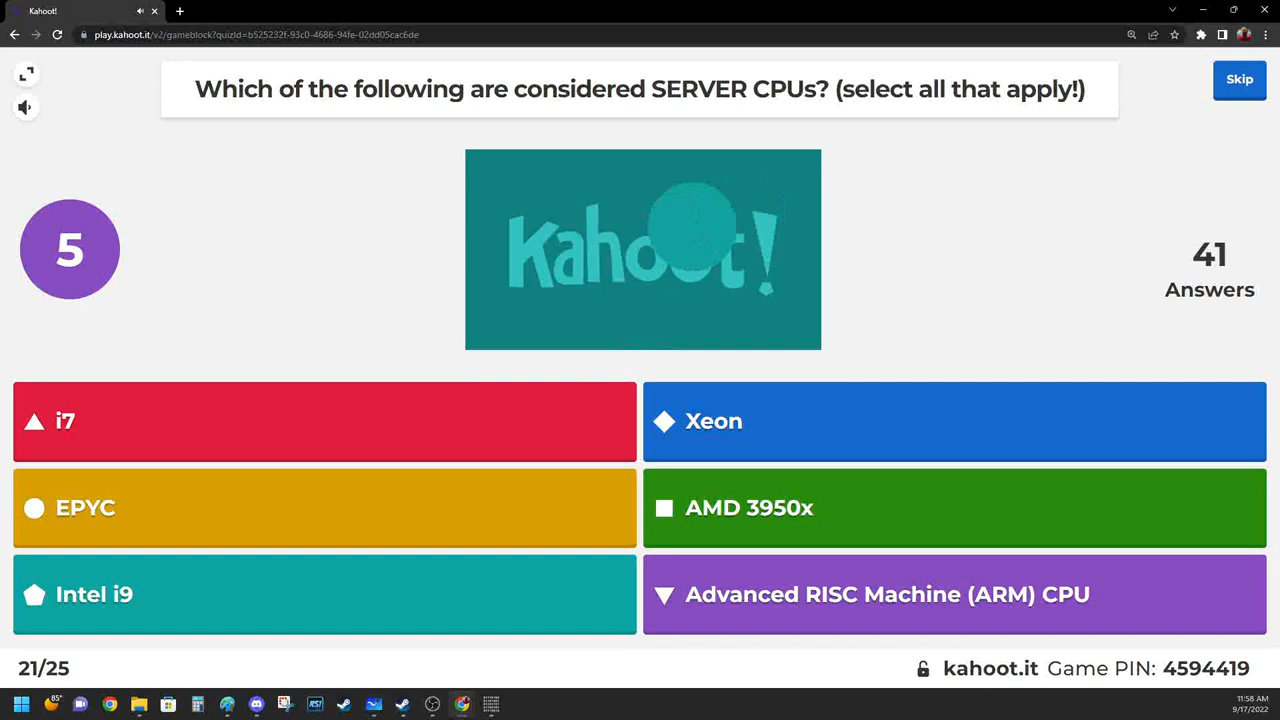 Kahoot!
play.kahoot.it/v2/gameblock?quizId=b525232f-93c0-4686-94fe-02dd05cac6de
Which of the following are considered SERVER CPUs? (select all that apply!)
Skip
5
Kahoot!
41
Answers
i7
Xeon
EPYC
AMD 3950x
Intel i9
Advanced RISC Machine (ARM) CPU
21/25
kahoot.it Game PIN: 4594419
85°
RSI
11:58 AM
9/17/2022